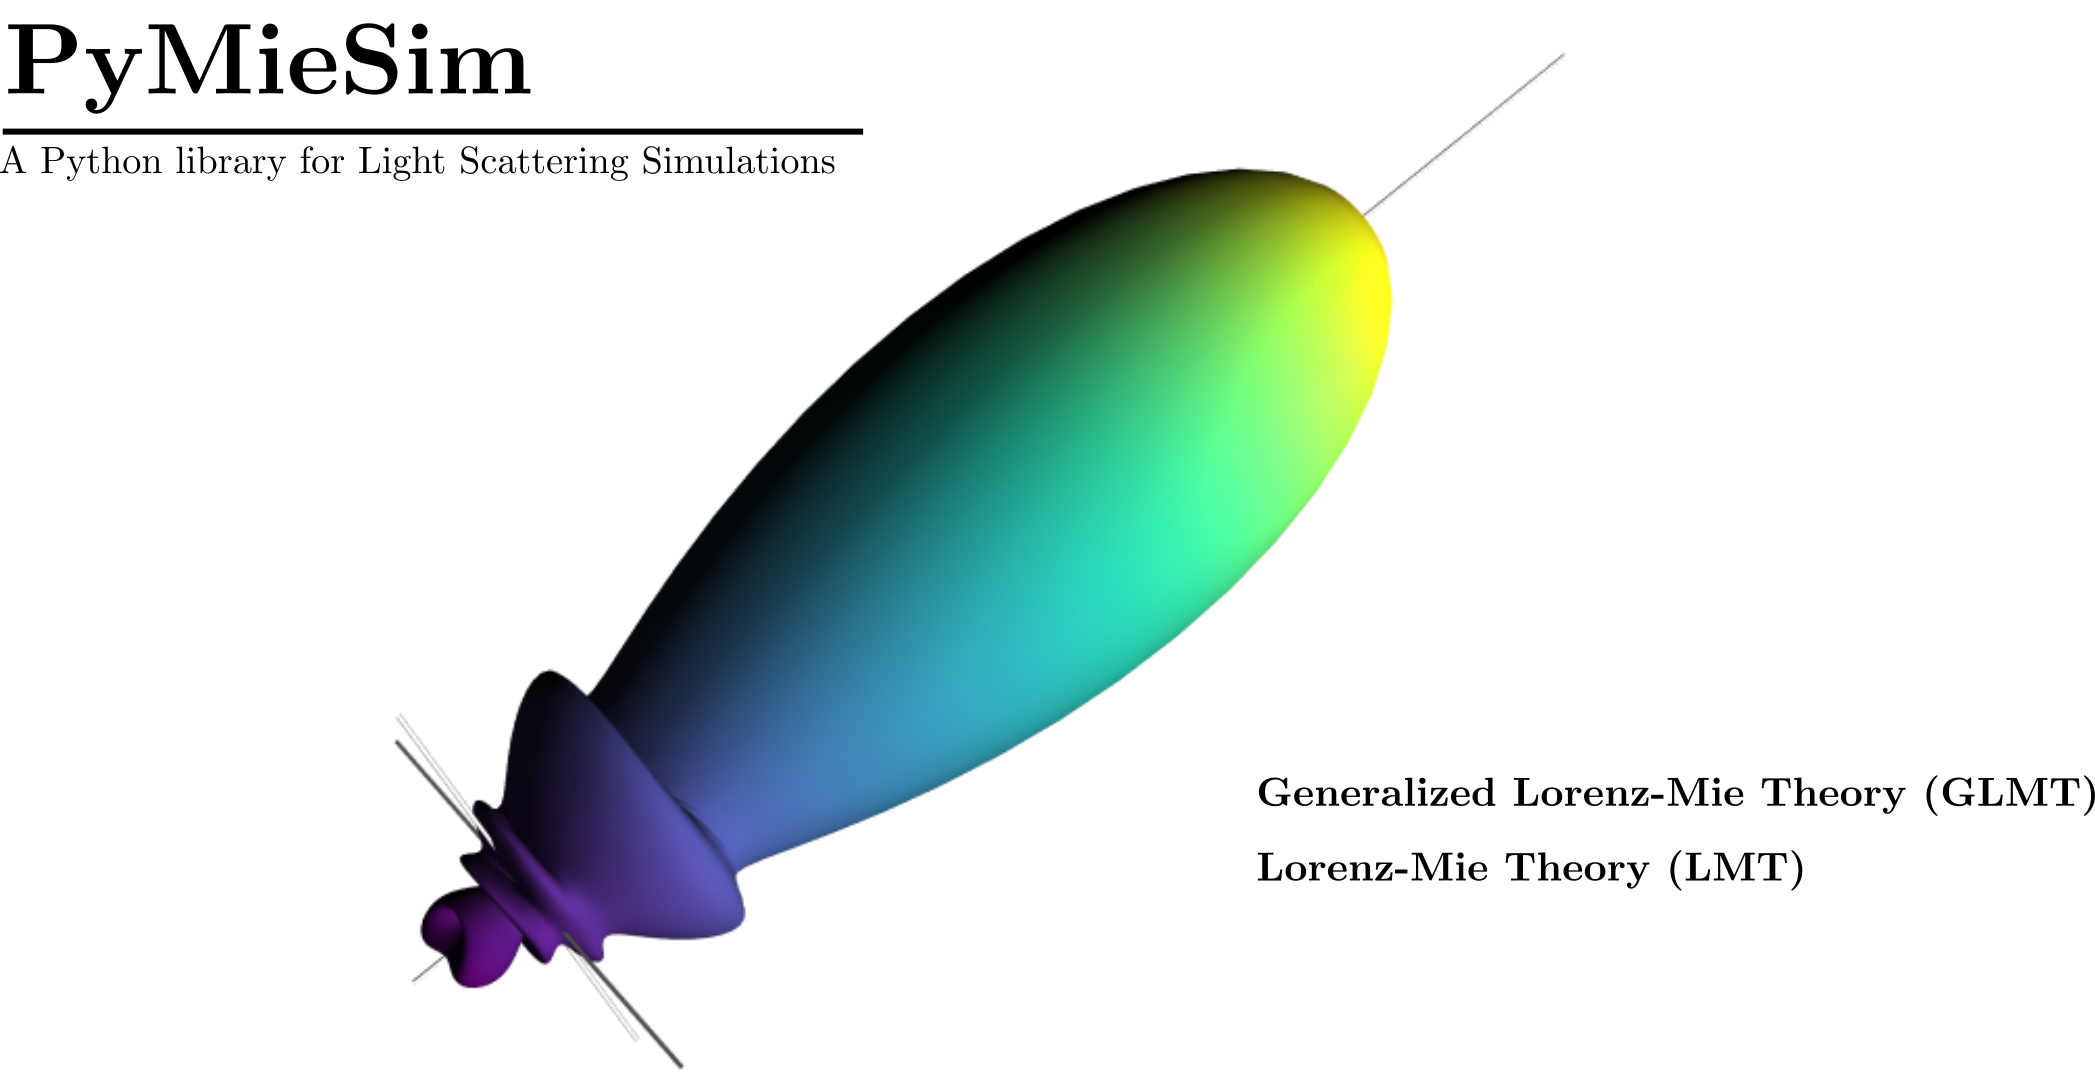 PyMieSim
A Python library for Light Scattering Simulations
Generalized Lorenz-Mie Theory (GLMT)
Lorenz-Mie Theory (LMT)